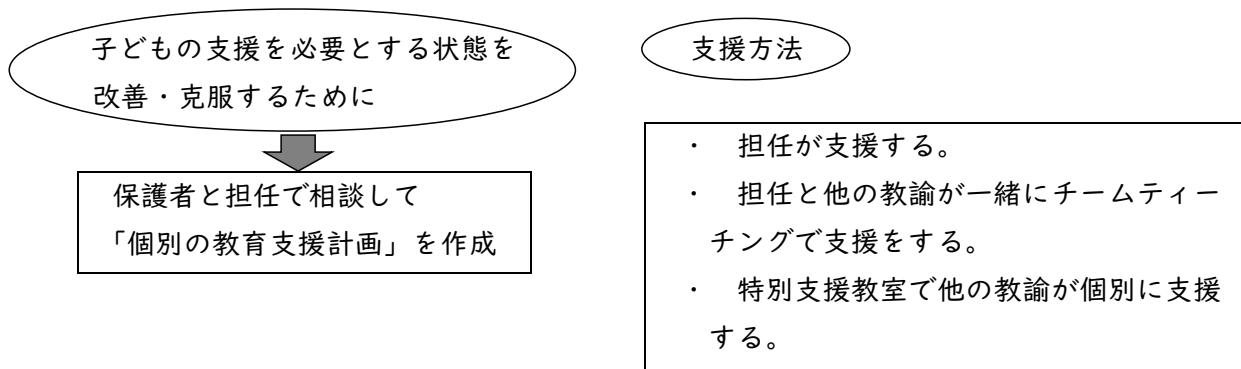 子どもの支援を必要とする状態を
改善・克服するために
保護者と担任で相談して
「個別の教育支援計画」を作成
支援方法
・ 担任が支援する。
・ 担任と他の教諭が一緒にチームティー
チングで支援をする。
・ 特別支援教室で他の教諭が個別に支援
する。